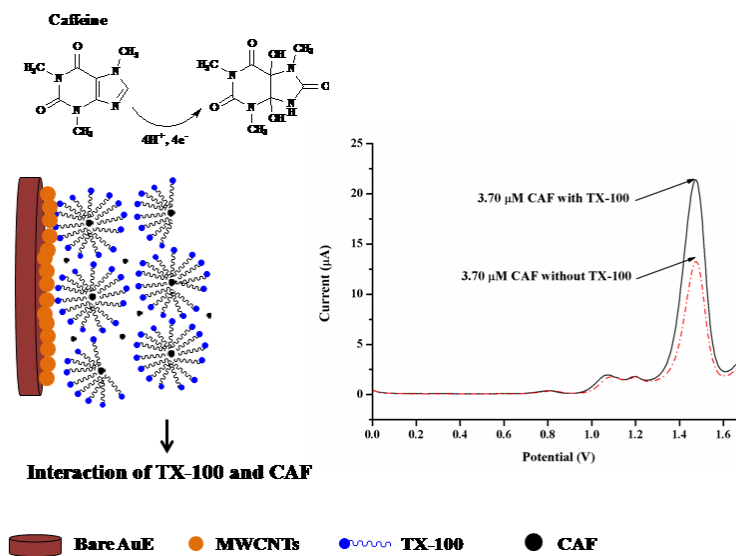 Caffeine
O
CH₃
H₃C
N
N
O
N
N
CH₃
4H⁺, 4e⁻
O
OH
CH₃
H₃C
N
N
O
O
N
N
H
OH
CH₃
25
20
15
10
5
0
Current (μA)
3.70 μM CAF with TX-100
3.70 μM CAF without TX-100
0.0 0.2 0.4 0.6 0.8 1.0 1.2 1.4 1.6
Potential (V)
Interaction of TX-100 and CAF
Bare AuE MWCNTs TX-100 CAF